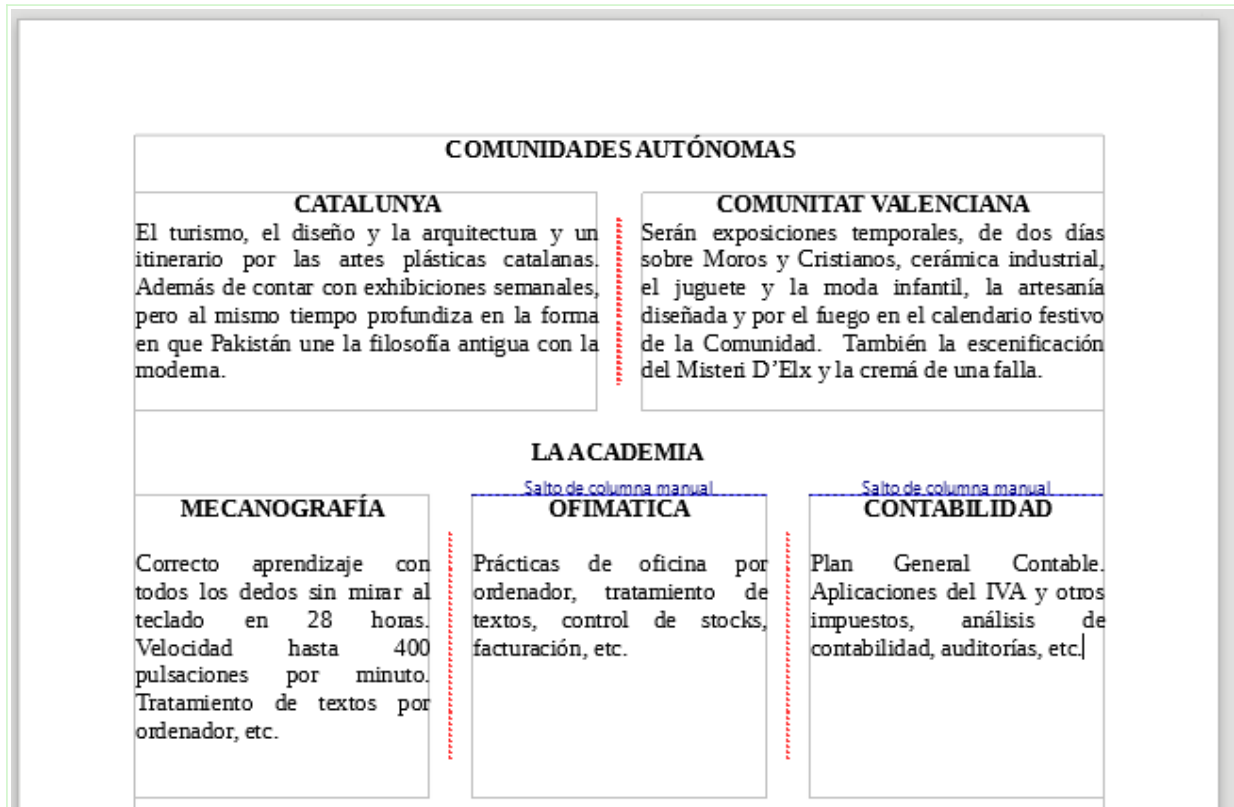 COMUNIDADES AUTÓNOMAS
CATALUNYA
El turismo, el diseño y la arquitectura y un
itinerario por las artes plásticas catalanas.
Además de contar con exhibiciones semanales,
pero al mismo tiempo profundiza en la forma
en que Pakistán une la filosofía antigua con la
moderna.
COMUNITAT VALENCIANA
Serán exposiciones temporales, de dos días
sobre Moros y Cristianos, cerámica industrial,
el juguete y la moda infantil, la artesanía
diseñada y por el fuego en el calendario festivo
de la Comunidad. También la escenificación
del Misteri D’Elx y la cremá de una falla.
LA ACADEMIA
MECANOGRAFÍA
Correcto aprendizaje con
todos los dedos sin mirar al
teclado en 28 horas.
Velocidad hasta 400
pulsaciones por minuto.
Tratamiento de textos por
ordenador, etc.
Salto de columna manual
OFIMATICA
Prácticas de oficina por
ordenador, tratamiento de
textos, control de stocks,
facturación, etc.
Salto de columna manual
CONTABILIDAD
Plan General Contable.
Aplicaciones del IVA y otros
impuestos, análisis de
contabilidad, auditorías, etc.